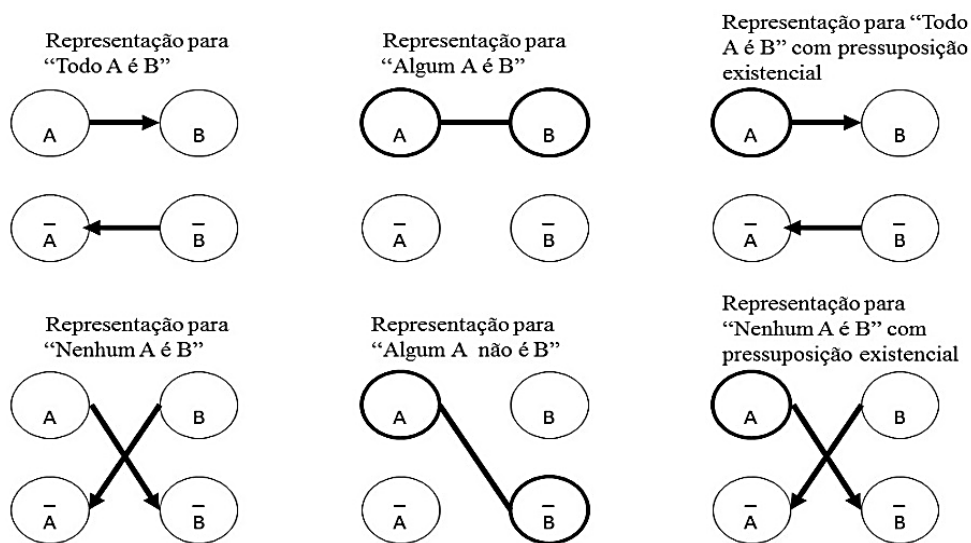 Representação para
“Todo A é B”
A
B
A̅
B̅
Representação para
“Algum A é B”
A
B
A̅
B̅
Representação para “Todo
A é B” com pressuposição
existencial
A
B
A̅
B̅
Representação para
“Nenhum A é B”
A
B
A̅
B̅
Representação para
“Algum A não é B”
A
B
A̅
B̅
Representação para
“Nenhum A é B” com
pressuposição existencial
A
B
A̅
B̅